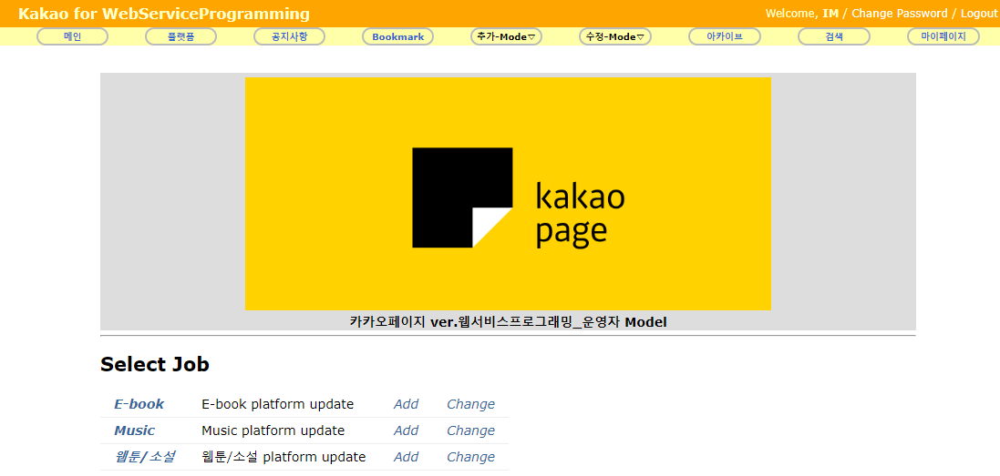 Kakao for WebServiceProgramming
Welcome, IM / Change Password / Logout
메인 플랫폼 공지사항 Bookmark 추가-Mode▽ 수정-Mode▽ 아카이브 검색 마이페이지
kakao
page
카카오페이지 ver.웹서비스프로그래밍_운영자 Model
Select Job
E-book E-book platform update Add Change
Music Music platform update Add Change
웹툰/소설 웹툰/소설 platform update Add Change